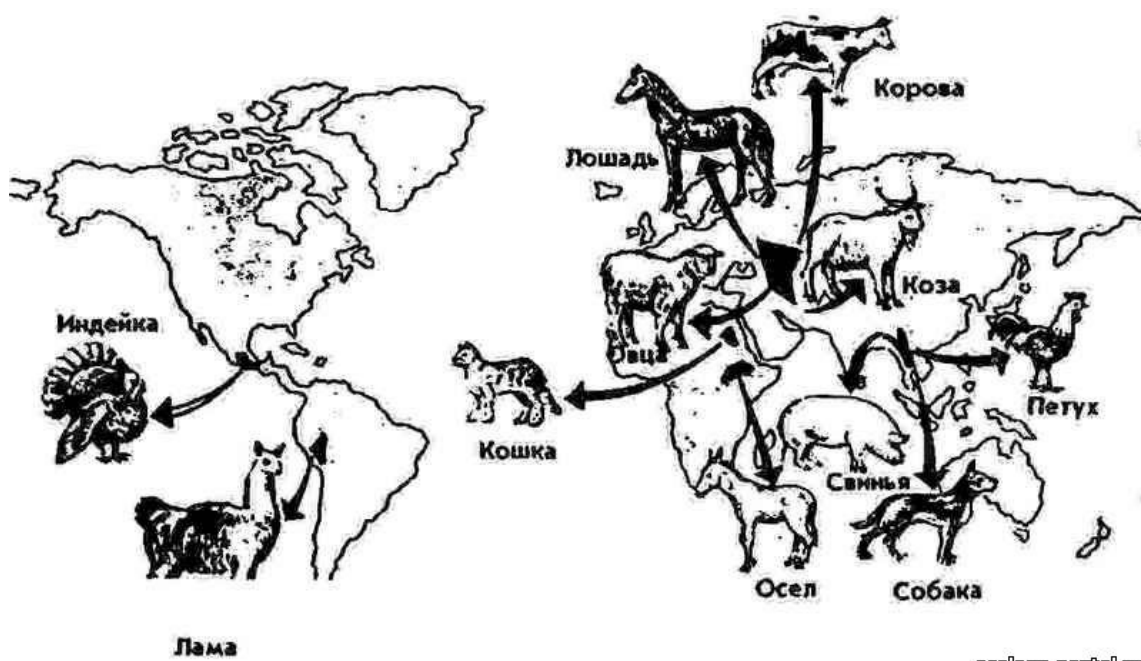 Корова
Лошадь
Коза
Индейка
Овца
Петух
Кошка
Свинья
Осел
Собака
Лама